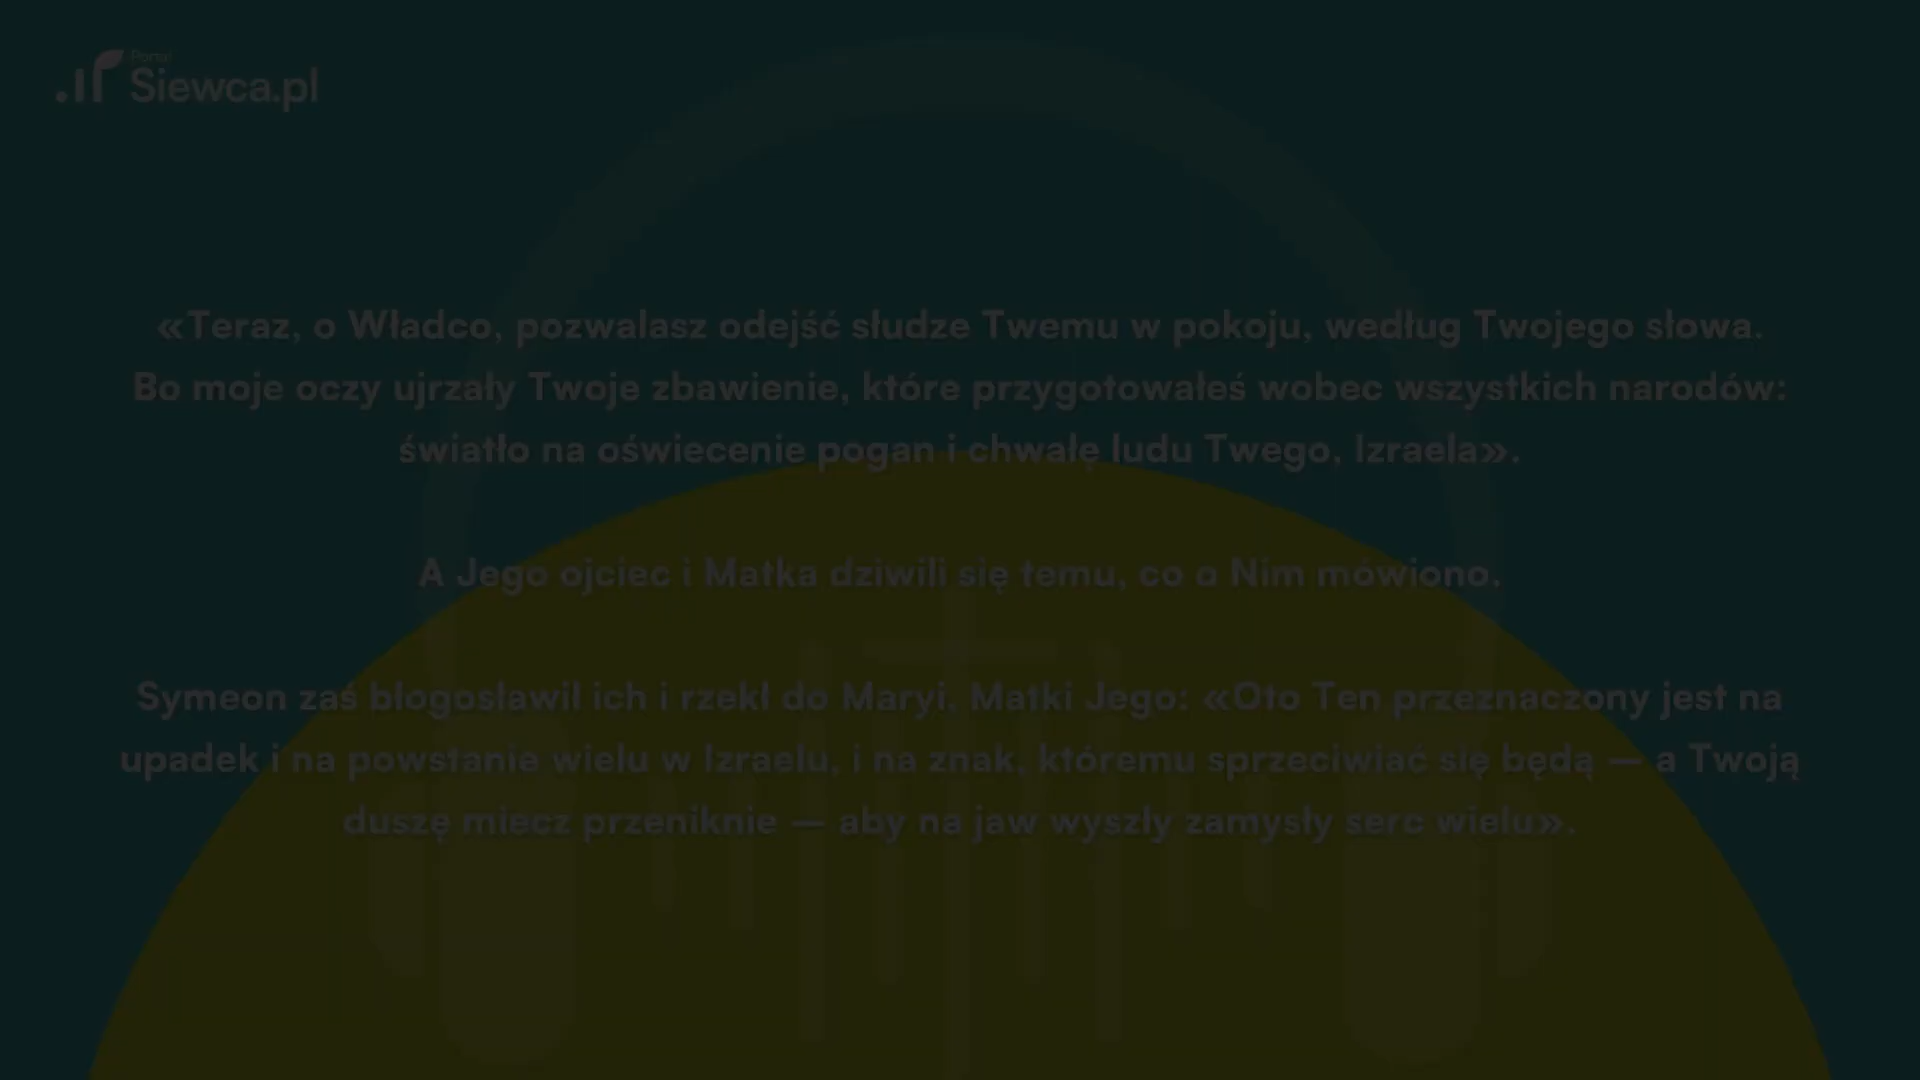 Portal
Siewca.pl
«Teraz, o Władco, pozwalasz odejść słudze Twemu w pokoju, według Twojego słowa.
Bo moje oczy ujrzały Twoje zbawienie, które przygotowałeś wobec wszystkich narodów:
światło na oświecenie pogan i chwałę ludu Twego, Izraela».
A Jego ojciec i Matka dziwili się temu, co o Nim mówiono.
Symeon zaś błogosławił ich i rzekł do Maryi, Matki Jego: «Oto Ten przeznaczony jest na
upadek i na powstanie wielu w Izraelu, i na znak, któremu sprzeciwiać się będą — a Twoją
duszę miecz przeniknie — aby na jaw wyszły zamysły serc wielu».